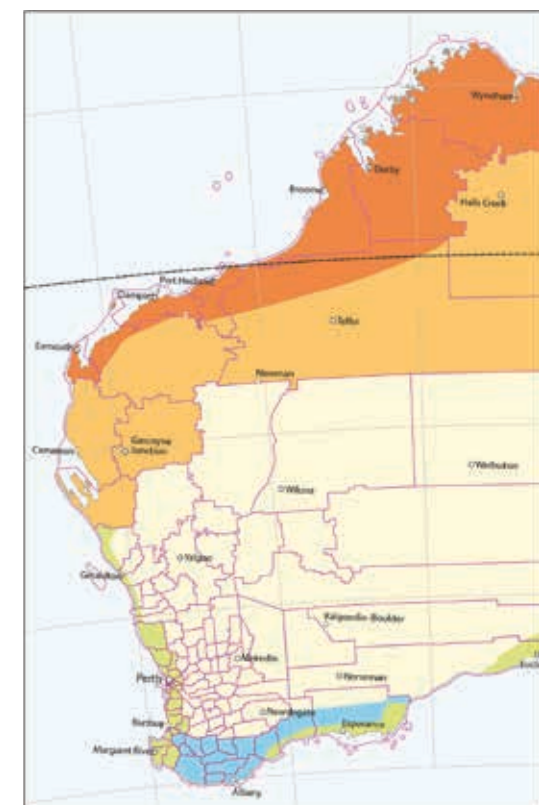 Wyndham
Derby
Broome
Halls Creek
Port Hedland
Dampier
Telfer
Exmouth
Newman
Carnarvon
Gascoyne
Junction
Warburton
Wiluna
Yalgoo
Geraldton
Kalgoorlie-Boulder
Merredin
Perth
Norseman
Newdegate
Bunbury
Esperance
Margaret River
Albany